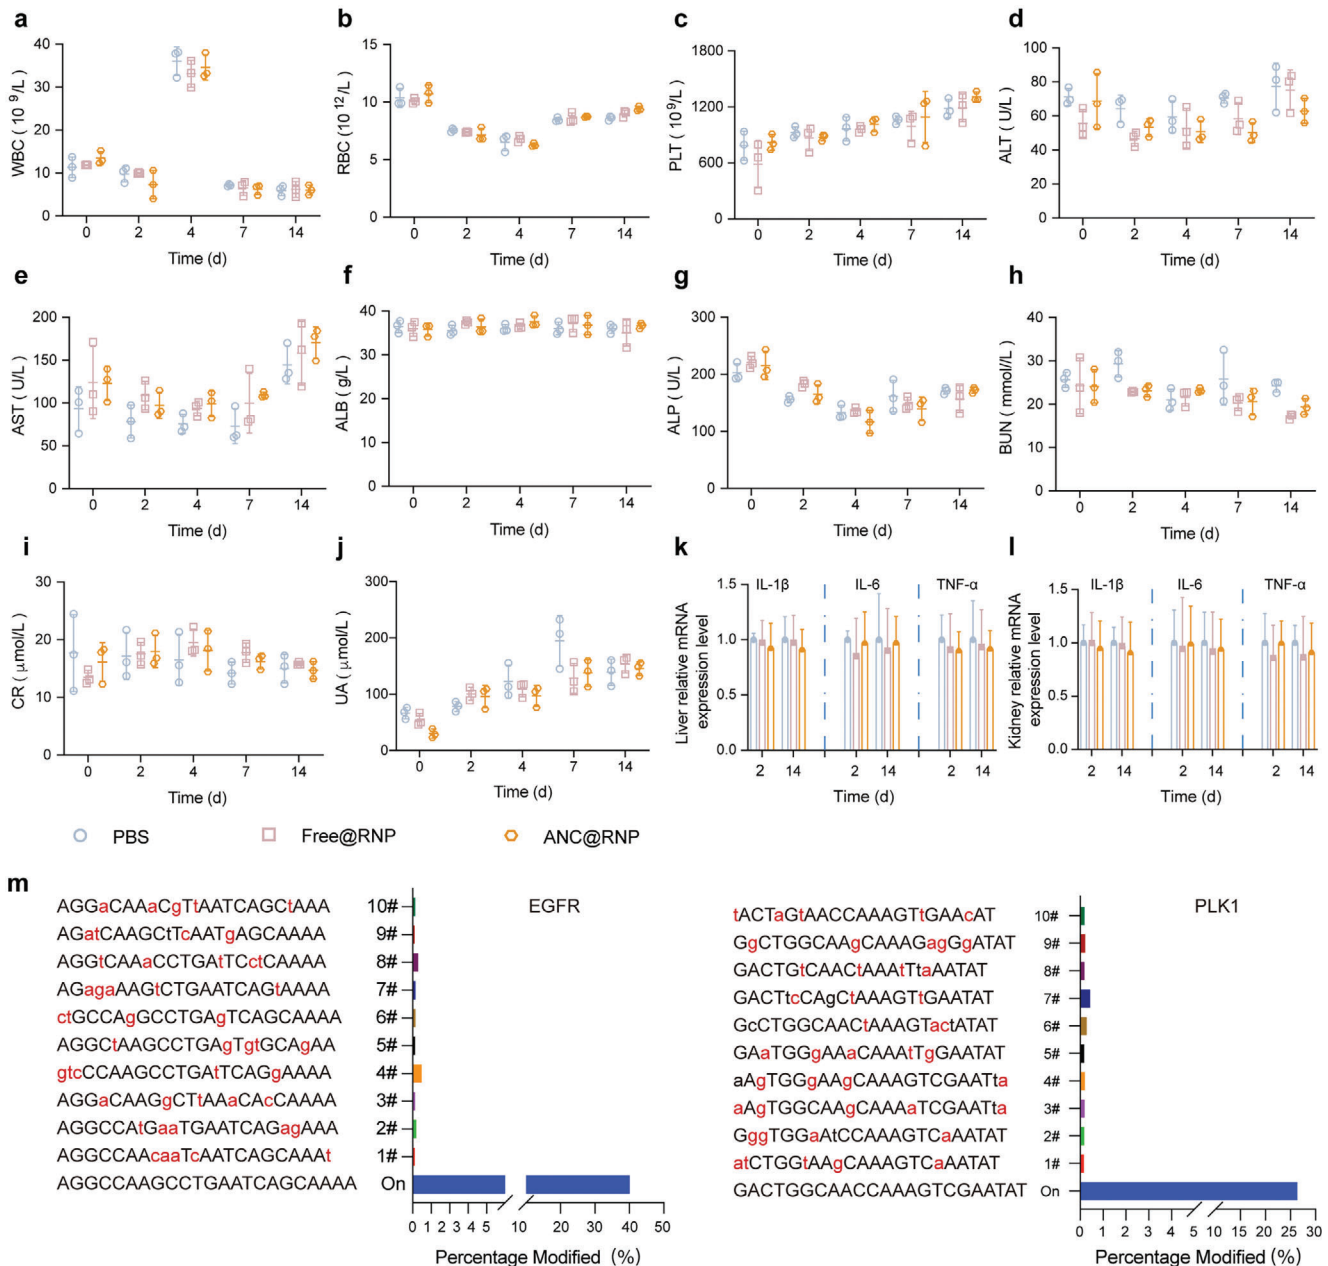 a
WBC ( 10 9/L )
40
30
20
10
0
0 2 4 7 14
Time (d)
b
RBC (10 12/L )
15
10
5
0
0 2 4 7 14
Time (d)
c
PLT ( 10 9/L )
1800
1200
600
0
0 2 4 7 14
Time (d)
d
ALT ( U/L )
100
80
60
40
20
0
0 2 4 7 14
Time (d)
e
AST ( U/L )
200
150
100
50
0
0 2 4 7 14
Time (d)
f
ALB ( g/L )
40
30
20
10
0
0 2 4 7 14
Time (d)
g
ALP ( U/L )
300
200
100
0
0 2 4 7 14
Time (d)
h
BUN ( mmol//L )
40
30
20
10
0
0 2 4 7 14
Time (d)
i
CR ( μmol/L )
30
20
10
0
0 2 4 7 14
Time (d)
j
UA ( μmol/L )
300
200
100
0
0 2 4 7 14
Time (d)
k
Liver relative mRNA
expression level
1.5
1.0
0.5
0
IL-1β IL-6 TNF-α
2 14 2 14 2 14
Time (d)
l
Kidney relative mRNA
expression level
1.5
1.0
0.5
0
IL-1β IL-6 TNF-α
2 14 2 14 2 14
Time (d)
PBS Free@RNP ANC@RNP
m
EGFR
AGGaCAAaCgTtAATCAGCtAAA 10#
AGatCAAGCtTcAATgAGCAAAA 9#
AGGtCAAaCCTGAtTCctCAAAA 8#
AGagaAAGtCTGAATCAGtAAAA 7#
ctGCCAgGCCTGAgTCAGCAAAA 6#
AGGCtAAGCCTGAgTgtGCAgAA 5#
gtcCCAAGCCTGAtTCAGgAAAA 4#
AGGaCAAGgCTtAAaCAcCAAAA 3#
AGGCCAtGaaTGAATCAGagAAA 2#
AGGCCAAcaaTcAATCAGCAAAt 1#
AGGCCAAGCCTGAATCAGCAAAA On
0 1 2 3 4 5 10 20 30 40 50
Percentage Modified (%)
PLK1
tACTAaGtAACCAAAGTtGAAcAT 10#
GgCTGGCAAgCAAAGagGgATAT 9#
GACTGtCAACtAAAtTtaAATAT 8#
GACTtcCAgCtAAAGTtGAATAT 7#
GcCTGGCAACtAAAGTactATAT 6#
GAaTGGgAAaCAAAtTgGAATAT 5#
aAgTGGgAAgCAAAGTCGAATta 4#
aAgTGGCAAgCAAAaTCGAATta 3#
GggTGGaAtCCAAAGTCaAATAT 2#
atCTGGtAAgCAAAGTCaAATAT 1#
GACTGGCAACCAAAGTCGAATAT On
0 1 2 3 4 5 10 15 20 25 30
Percentage Modified (%)